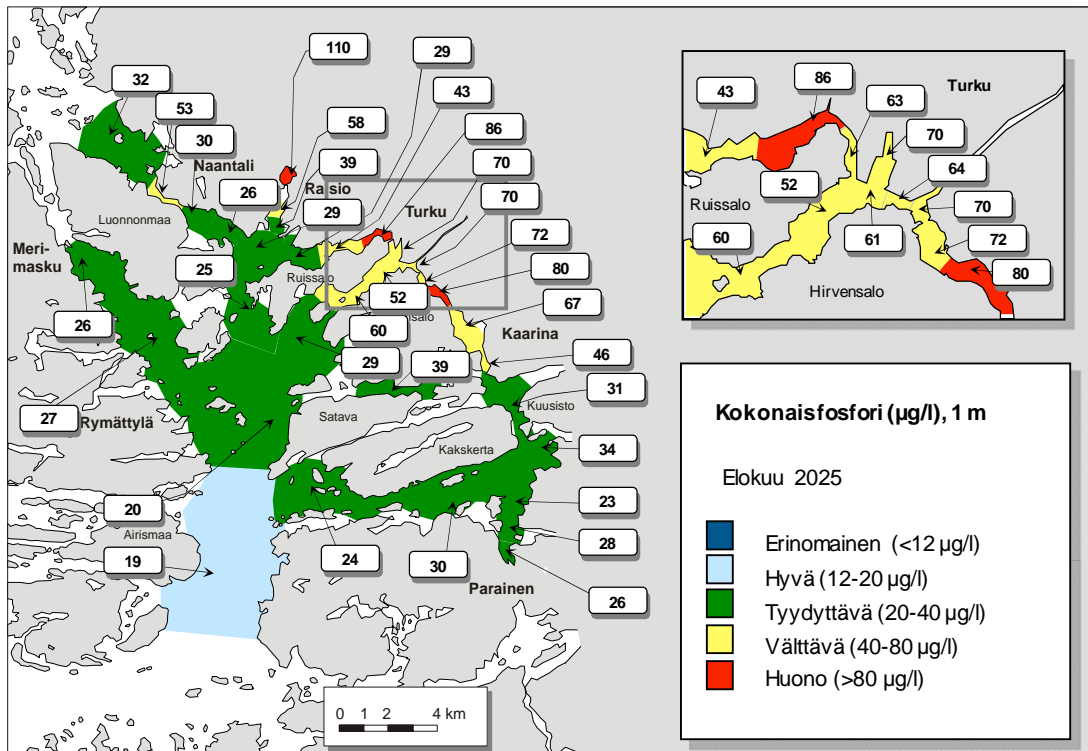 110
29
32
43
53
58
86
30
39
70
Naantali
26
Raisio
29
Turku
70
Luonnonmaa
72
Meri-
masku
25
Ruissalo
80
52
salo
67
26
60
Kaarina
29
39
46
27
Rymättylä
Satava
Kuusisto
31
Kakskerta
34
20
23
Airismaa
19
24
30
28
Parainen
26
0 1 2 4 km
86
Turku
43
63
70
52
64
Ruissalo
70
60
61
72
80
Hirvensalo
Kokonaisfosfori (µg/l), 1 m
Elokuu 2025
Erinomainen (<12 µg/l)
Hyvä (12-20 µg/l)
Tyydyttävä (20-40 µg/l)
Välttävä (40-80 µg/l)
Huono (>80 µg/l)